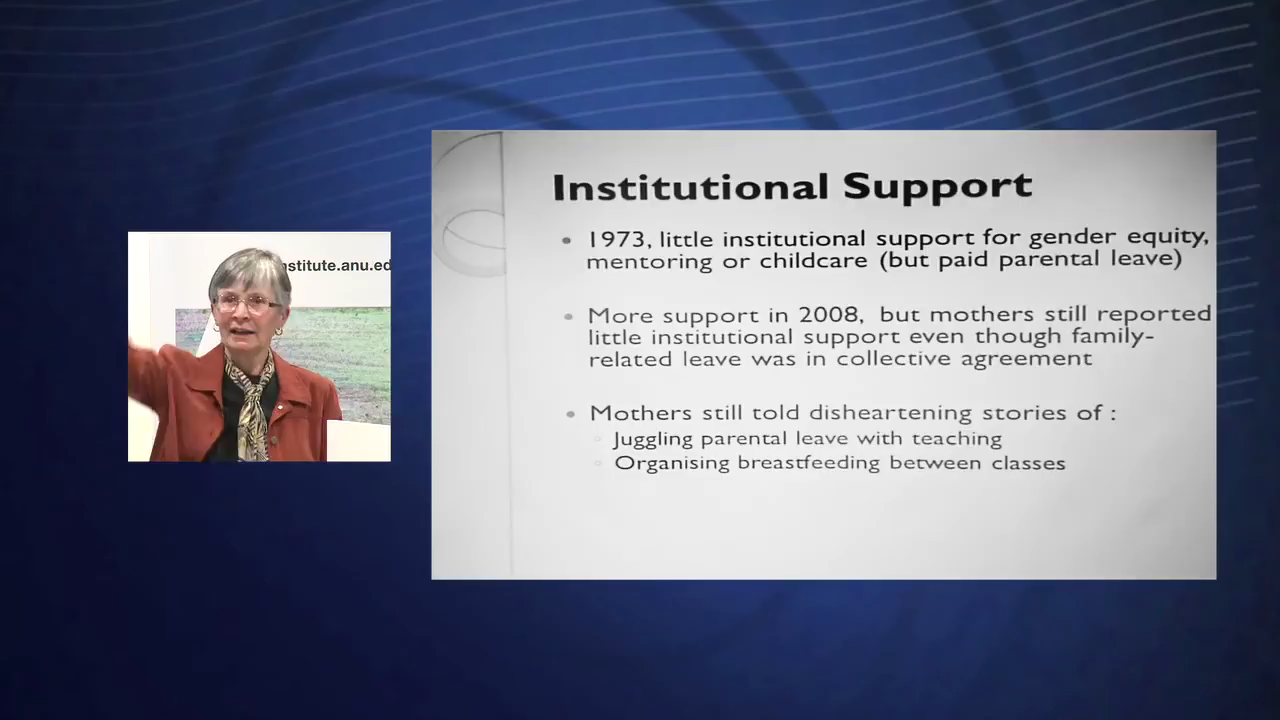 nstitute.anu.ed
Institutional Support
• 1973, little institutional support for gender equity,
mentoring or childcare (but paid parental leave)
• More support in 2008, but mothers still reported
little institutional support even though family-
related leave was in collective agreement
• Mothers still told disheartening stories of :
◦ Juggling parental leave with teaching
◦ Organising breastfeeding between classes